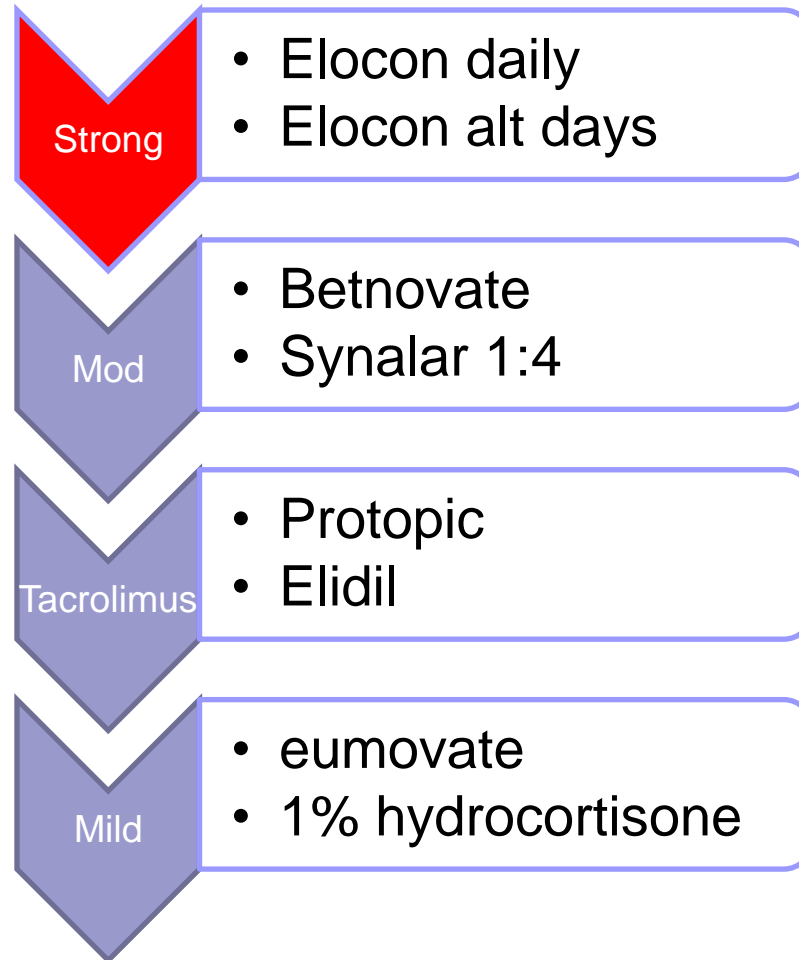 Strong
• Elocon daily
• Elocon alt days
Mod
• Betnovate
• Synalar 1:4
Tacrolimus
• Protopic
• Elidil
Mild
• eumovate
• 1% hydrocortisone